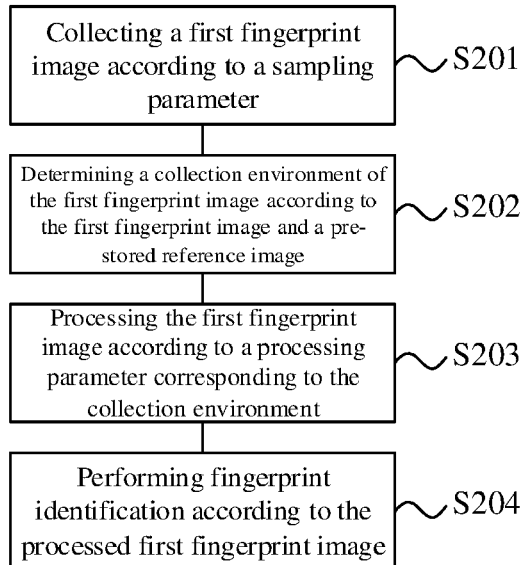 Collecting a first fingerprint
image according to a sampling
parameter
S201
Determining a collection environment of
the first fingerprint image according to
the first fingerprint image and a pre-
stored reference image
S202
Processing the first fingerprint
image according to a processing
parameter corresponding to the
collection environment
S203
Performing fingerprint
identification according to the
processed first fingerprint image
S204